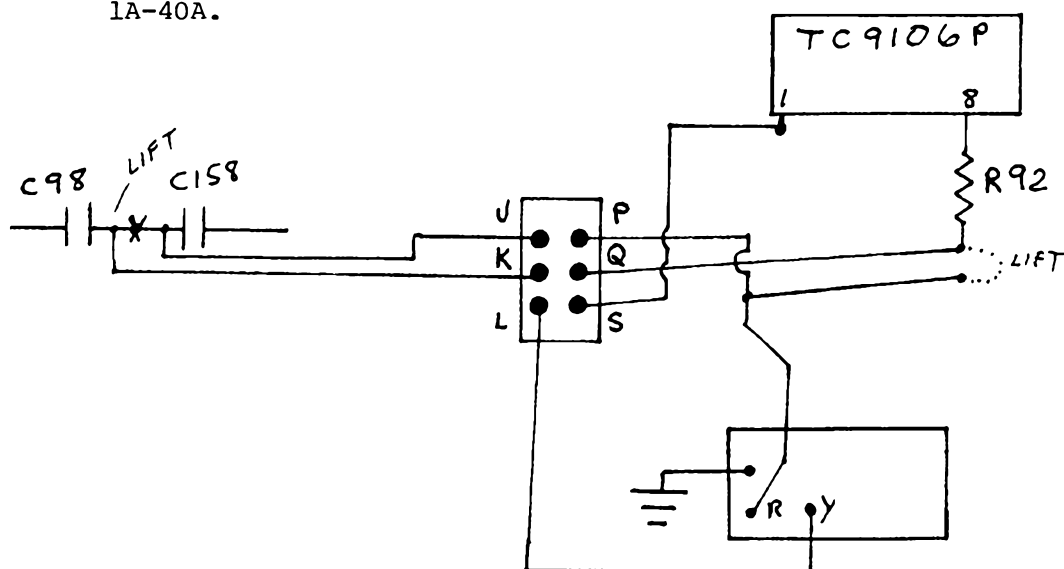 1A-40A.
TC9106P
1 8
LIFT
C98 C158
R92
J P
K Q
LIFT
L S
R Y